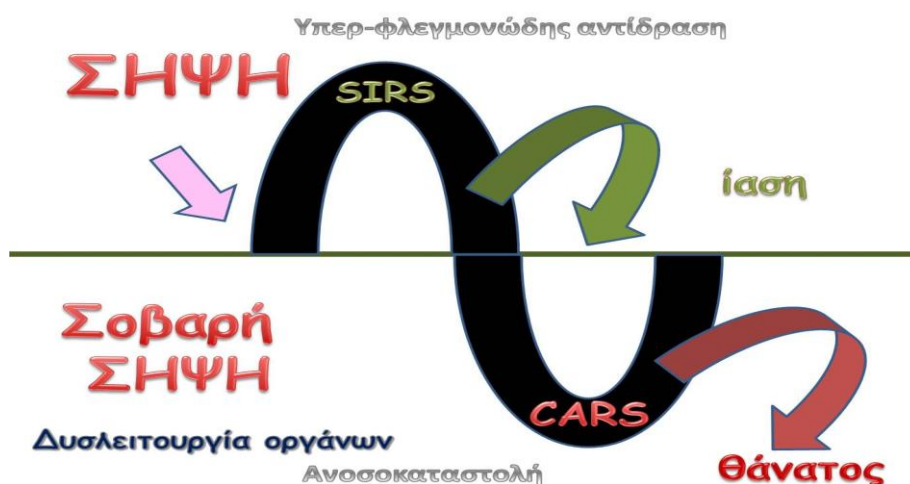 Υπερ-φλεγμονώδης αντίδραση
ΣΗΨΗ
SIRS
ίαση
Σοβαρή
ΣΗΨΗ
CARS
Δυσλειτουργία οργάνων
Ανοσοκαταστολή
θάνατος